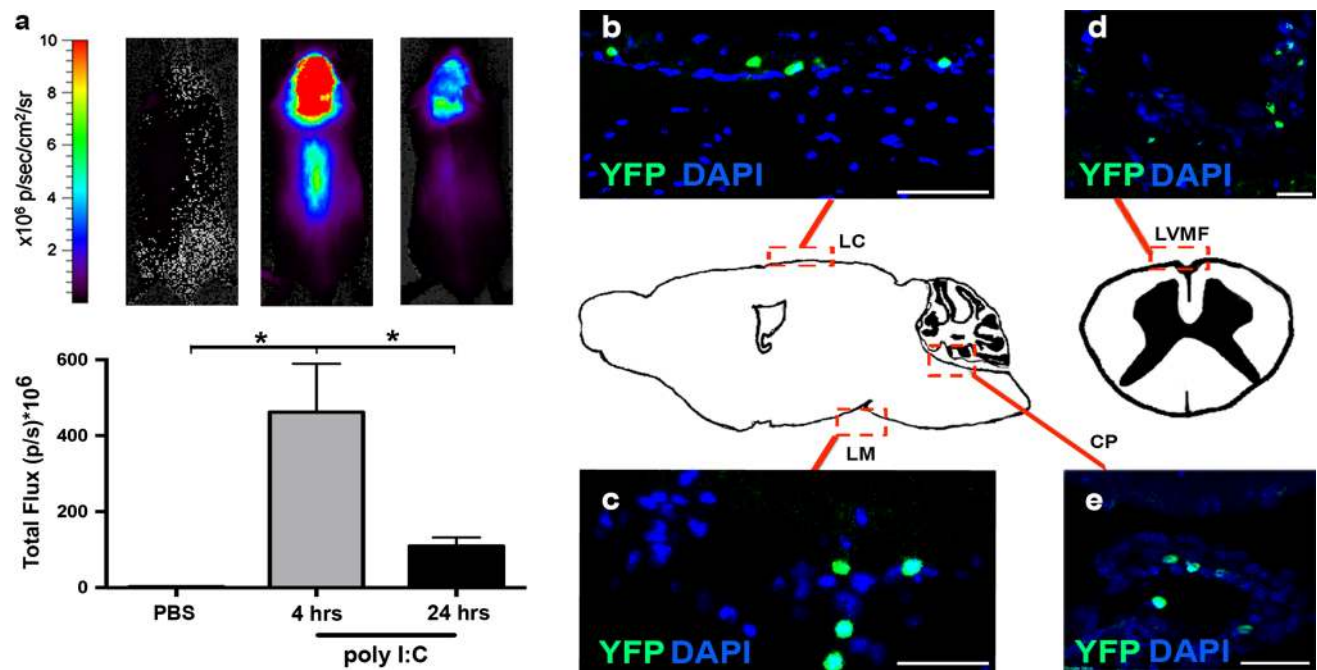 a
10
8
6
4
2
x10⁶ p/sec/cm²/sr
Total Flux (p/s)*10⁶
600
400
200
0
*
*
PBS
4 hrs
24 hrs
poly I:C
b
YFP DAPI
d
YFP DAPI
LC
LVMF
LM
CP
c
YFP DAPI
e
YFP DAPI